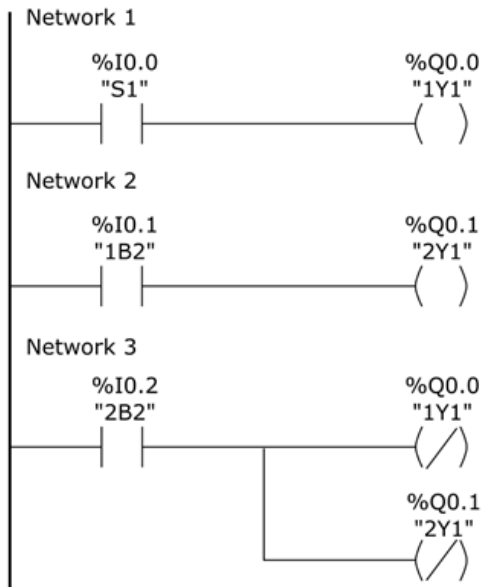 Network 1
%I0.0 %Q0.0
"S1" "1Y1"
Network 2
%I0.1 %Q0.1
"1B2" "2Y1"
Network 3
%I0.2 %Q0.0
"2B2" "1Y1"
%Q0.1
"2Y1"